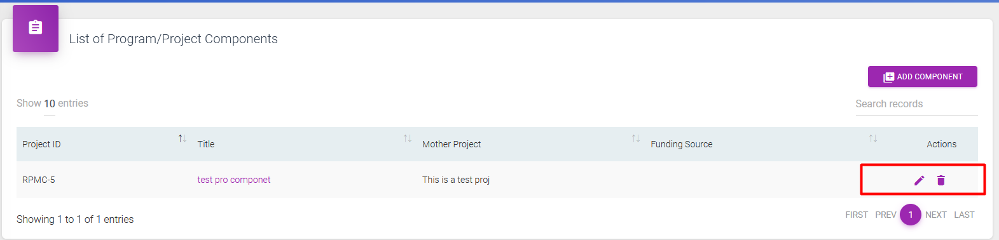 List of Program/Project Components
ADD COMPONENT
Show 10 entries
Search records
Project ID Title Mother Project Funding Source Actions
RPMC-5 test pro componet This is a test proj
Showing 1 to 1 of 1 entries
FIRST PREV 1 NEXT LAST